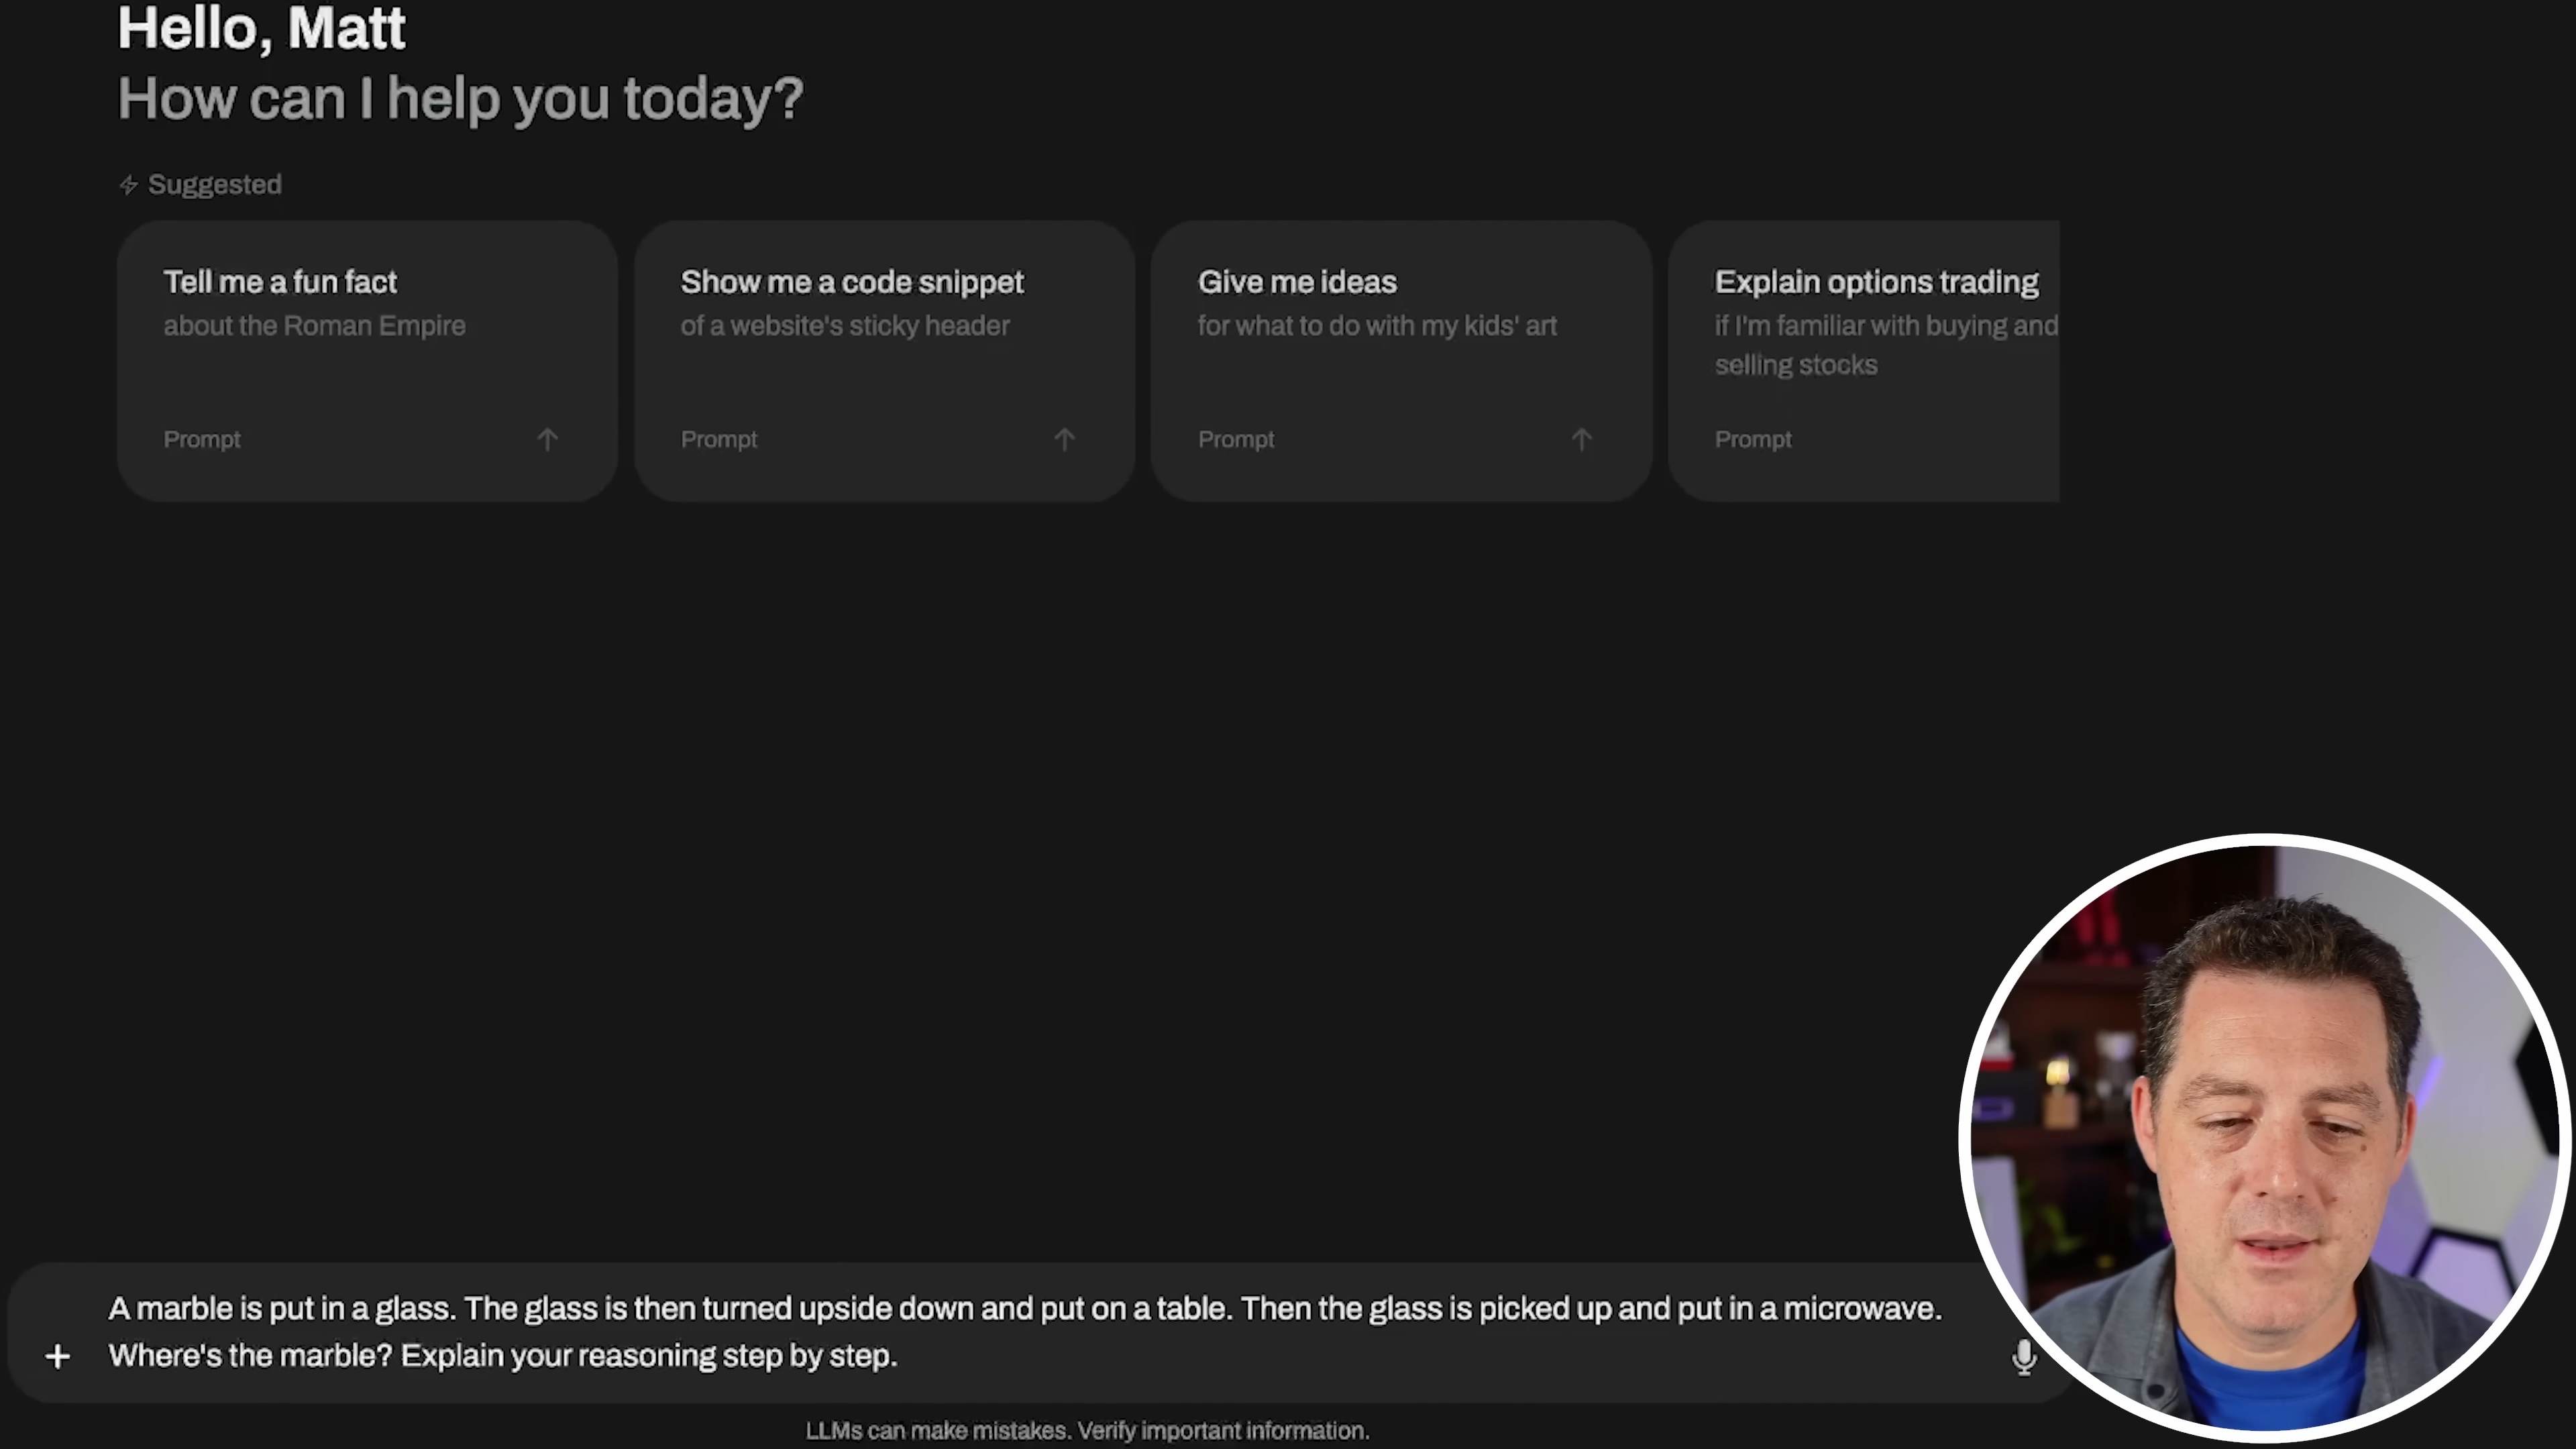 Hello, Matt
How can I help you today?
Suggested
Tell me a fun fact
about the Roman Empire
Prompt
Show me a code snippet
of a website's sticky header
Prompt
Give me ideas
for what to do with my kids' art
Prompt
Explain options trading
if I'm familiar with buying and
selling stocks
Prompt
A marble is put in a glass. The glass is then turned upside down and put on a table. Then the glass is picked up and put in a microwave.
Where's the marble? Explain your reasoning step by step.
LLMs can make mistakes. Verify important information.